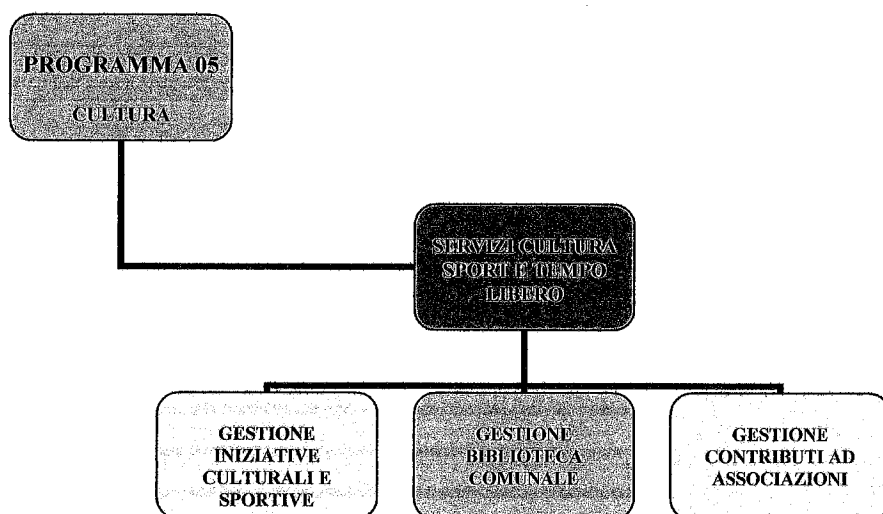 PROGRAMMA 05
CULTURA
SERVIZI CULTURA
SPORT E TEMPO
LIBERO
GESTIONE
INIZIATIVE
CULTURALI E
SPORTIVE
GESTIONE
BIBLIOTECA
COMUNALE
GESTIONE
CONTRIBUTI AD
ASSOCIAZIONI